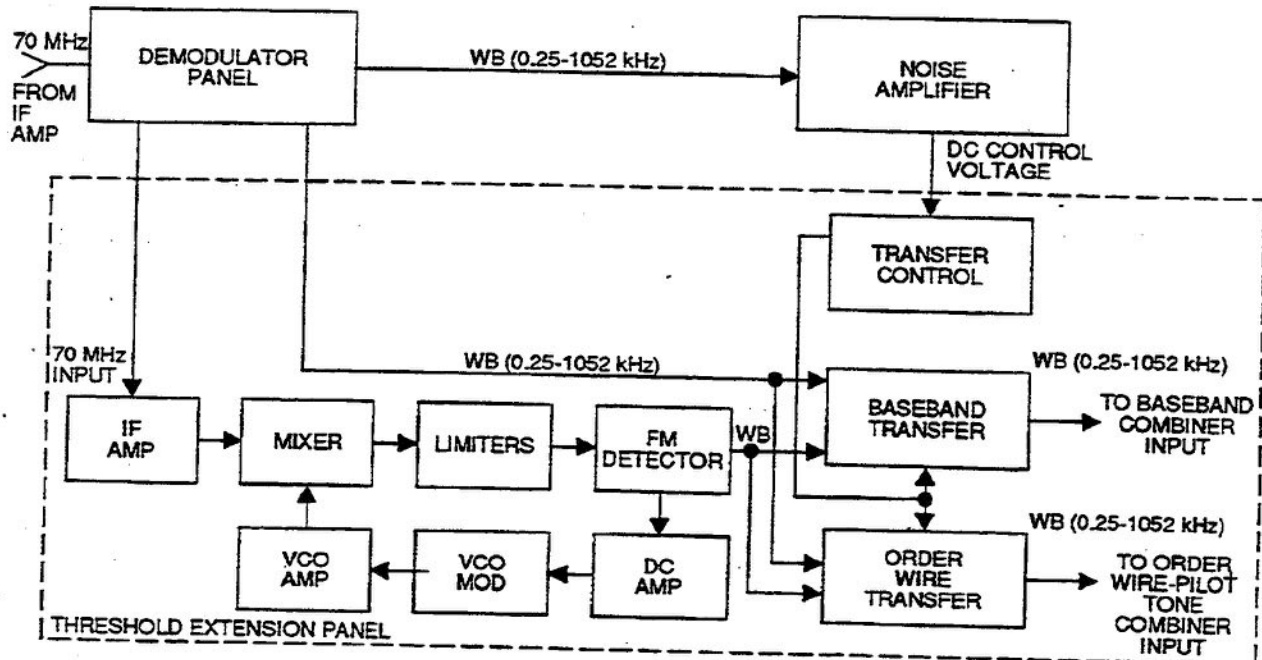 70 MHz
FROM
IF
AMP
DEMODULATOR
PANEL
WB (0.25-1052 kHz)
NOISE
AMPLIFIER
DC CONTROL
VOLTAGE
TRANSFER
CONTROL
70 MHz
INPUT
WB (0.25-1052 kHz)
WB (0.25-1052 kHz)
IF
AMP
MIXER
LIMITERS
FM
DETECTOR
WB
BASEBAND
TRANSFER
TO BASEBAND
COMBINER
INPUT
VCO
AMP
VCO
MOD
DC
AMP
ORDER
WIRE
TRANSFER
WB (0.25-1052 kHz)
TO ORDER
WIRE-PILOT
TONE
COMBINER
INPUT
THRESHOLD EXTENSION PANEL